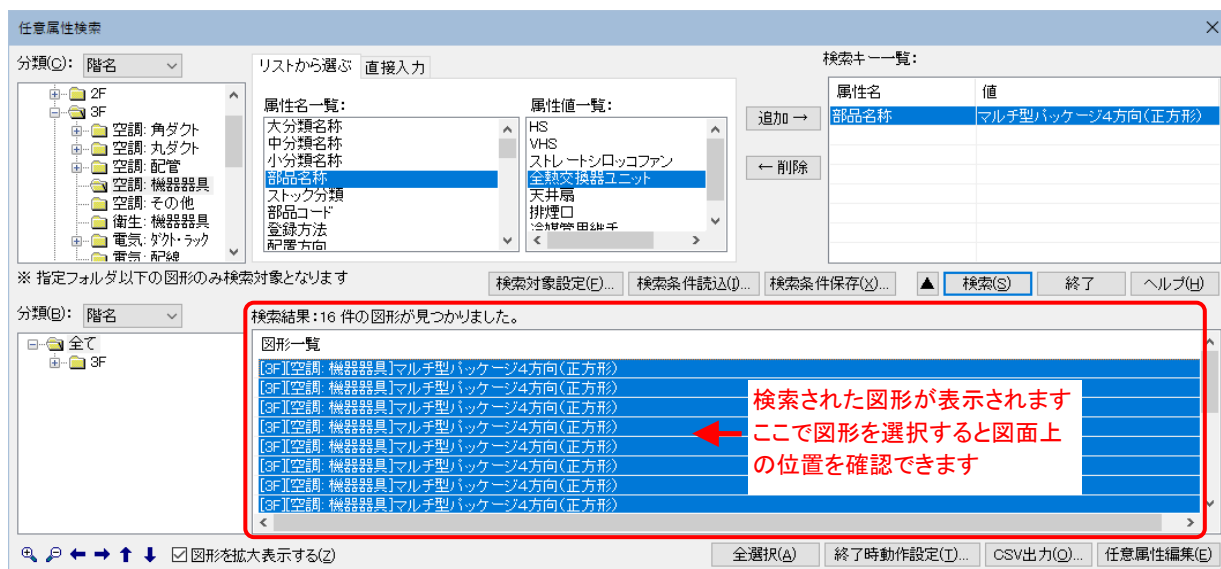 任意属性検索
分類(C): 階名
2F
3F
空調: 角ダクト
空調: 丸ダクト
空調: 配管
空調: 機器器具
空調: その他
衛生: 機器器具
電気: ダクト・ラック
電気: 配線
リストから選ぶ 直接入力
属性名一覧:
大分類名称
中分類名称
小分類名称
部品名称
ストック分類
部品コード
登録方法
配置方向
属性値一覧:
HS
VHS
ストレートシロッコファン
全熱交換器ユニット
天井扇
排煙口
冷媒管用継手
追加 →
← 削除
検索キー一覧:
属性名 値
部品名称 マルチ型パッケージ4方向(正方形)
※ 指定フォルダ以下の図形のみ検索対象となります
検索対象設定(F)... 検索条件読込(I)... 検索条件保存(X)... ▲ 検索(S) 終了 ヘルプ(H)
分類(B): 階名
全て
3F
検索結果:16 件の図形が見つかりました。
図形一覧
[3F][空調: 機器器具]マルチ型パッケージ4方向(正方形)
[3F][空調: 機器器具]マルチ型パッケージ4方向(正方形)
[3F][空調: 機器器具]マルチ型パッケージ4方向(正方形)
[3F][空調: 機器器具]マルチ型パッケージ4方向(正方形)
[3F][空調: 機器器具]マルチ型パッケージ4方向(正方形)
[3F][空調: 機器器具]マルチ型パッケージ4方向(正方形)
[3F][空調: 機器器具]マルチ型パッケージ4方向(正方形)
[3F][空調: 機器器具]マルチ型パッケージ4方向(正方形)
検索された図形が表示されます
ここで図形を選択すると図面上
の位置を確認できます
図形を拡大表示する(Z)
全選択(A) 終了時動作設定(T)... CSV出力(O)... 任意属性編集(E)